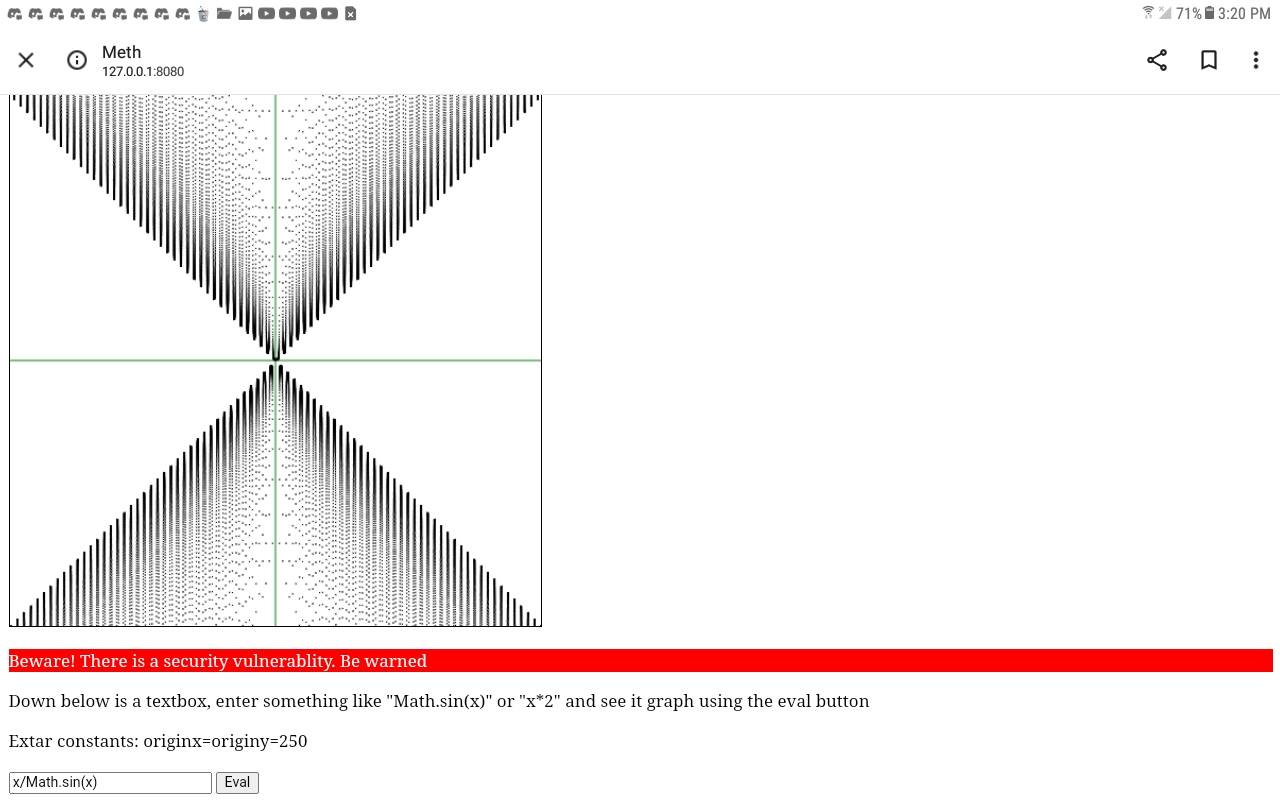 71% 3:20 PM
Meth
127.0.0.1:8080
Beware! There is a security vulnerablity. Be warned
Down below is a textbox, enter something like "Math.sin(x)" or "x*2" and see it graph using the eval button
Extar constants: originx=originy=250
x/Math.sin(x) Eval